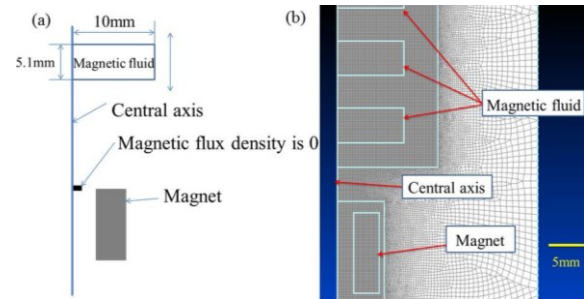 (a)
10mm
5.1mm
Magnetic fluid
Central axis
Magnetic flux density is 0
Magnet
(b)
Magnetic fluid
Central axis
Magnet
5mm